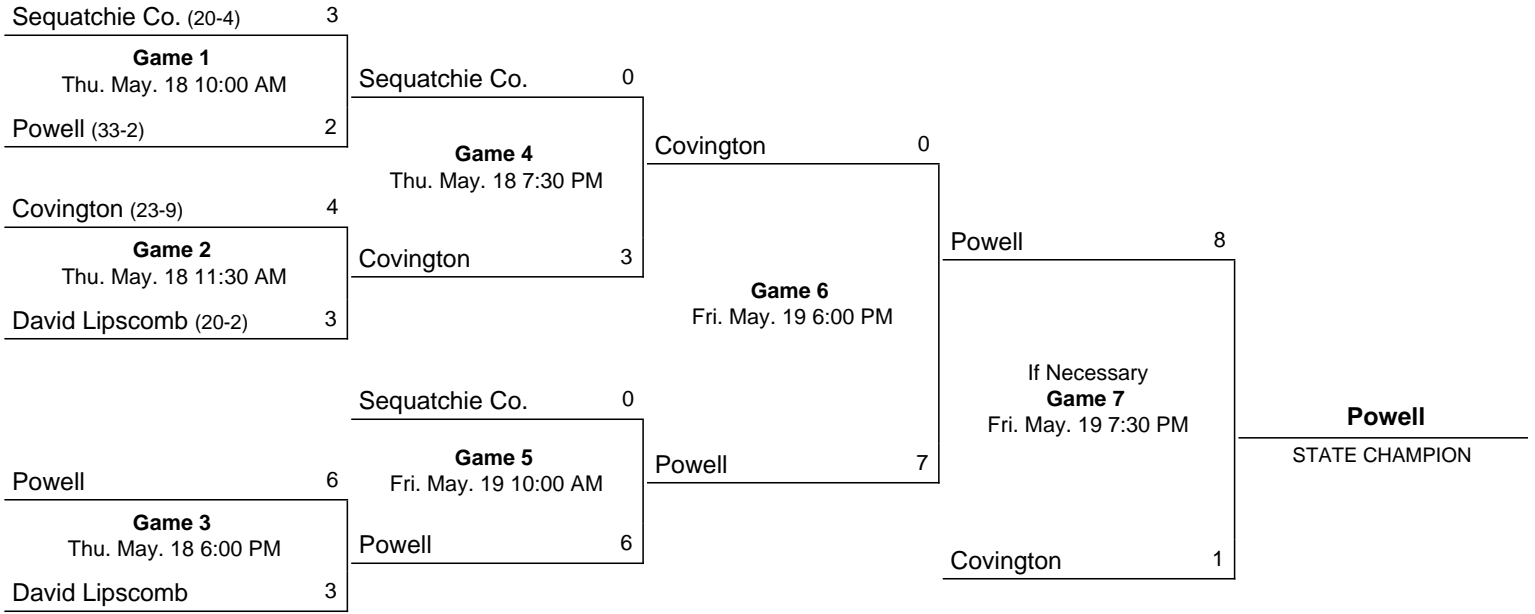 Sequatchie Co. (20-4) 3
Game 1
Thu. May. 18 10:00 AM
Powell (33-2) 2
Covington (23-9) 4
Game 2
Thu. May. 18 11:30 AM
David Lipscomb (20-2) 3
Powell 6
Game 3
Thu. May. 18 6:00 PM
David Lipscomb 3
Sequatchie Co. 0
Game 4
Thu. May. 18 7:30 PM
Covington 3
Sequatchie Co. 0
Game 5
Fri. May. 19 10:00 AM
Powell 6
Covington 0
Game 6
Fri. May. 19 6:00 PM
Powell 7
Powell 8
If Necessary
Game 7
Fri. May. 19 7:30 PM
Covington 1
Powell
STATE CHAMPION